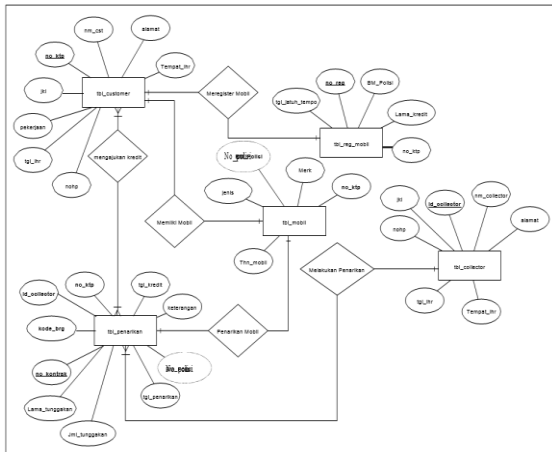 nm_cst
alamat
no_ktp
Tempat_lhr
jkl
tbl_customer
pekerjaan
tgl_lhr
nohp
Meregister Mobil
mengajukan kredit
no_reg
BM_Polisi
tgl_jatuh_tempo
Lama_kredit
tbl_reg_mobil
no_ktp
Merk
jenis
no_ktp
Memiliki Mobil
tbl_mobil
Thn_mobil
jkl
id_collector
nm_collector
nohp
alamat
Melakukan Penarikan
tbl_collector
tgl_lhr
Tempat_lhr
no_ktp
tgl_kredit
id_collector
keterangan
kode_brg
tbl_penarikan
Penarikan Mobil
no_kontrak
tgl_penarikan
Lama_tunggakan
Jml_tunggakan